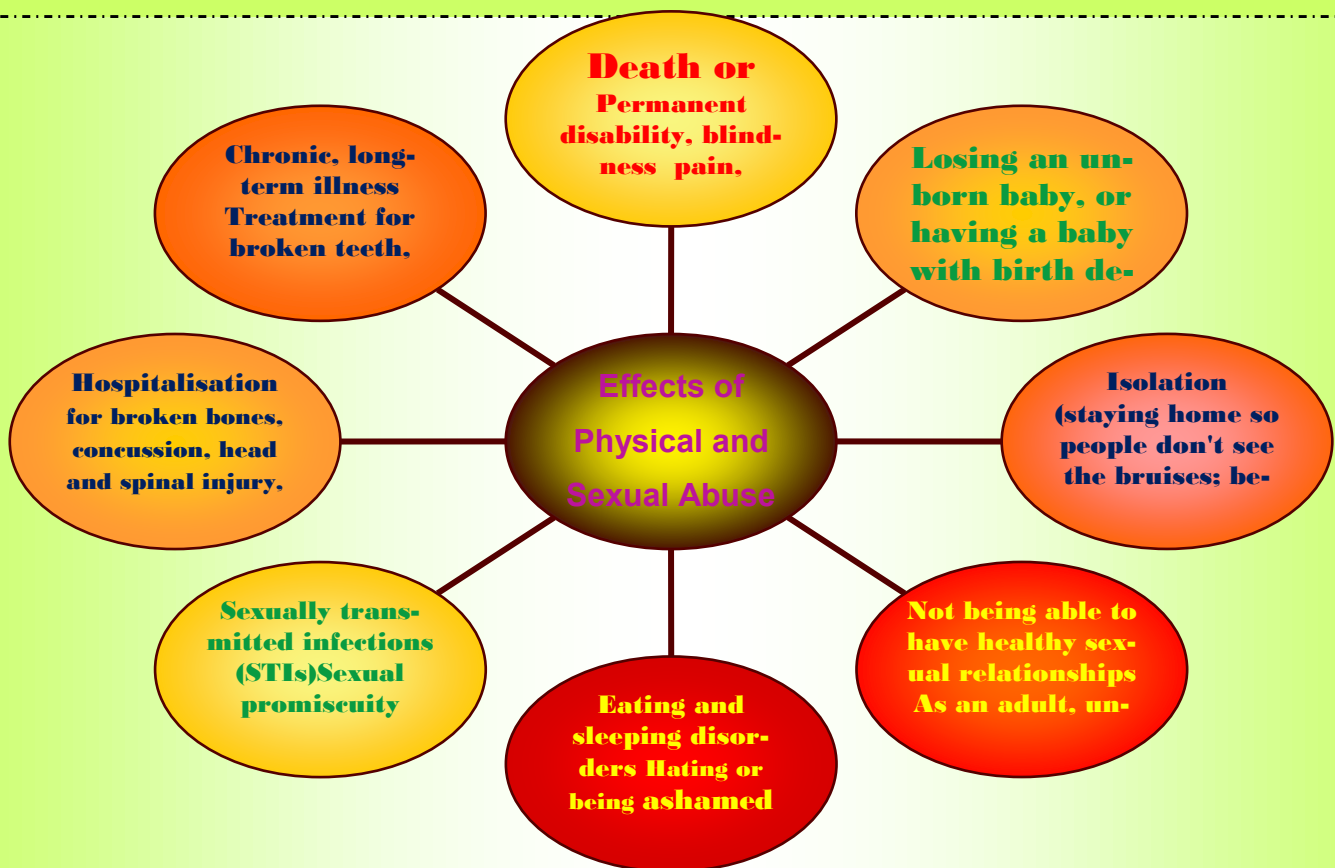 Death or
Permanent
disability, blind-
ness pain,
Chronic, long-
term illness
Treatment for
broken teeth,
Losing an un-
born baby, or
having a baby
with birth de-
Hospitalisation
for broken bones,
concussion, head
and spinal injury,
Effects of
Physical and
Sexual Abuse
Isolation
(staying home so
people don't see
the bruises; be-
Sexually trans-
mitted infections
(STIs)Sexual
promiscuity
Eating and
sleeping disor-
ders Hating or
being ashamed
Not being able to
have healthy sex-
ual relationships
As an adult, un-